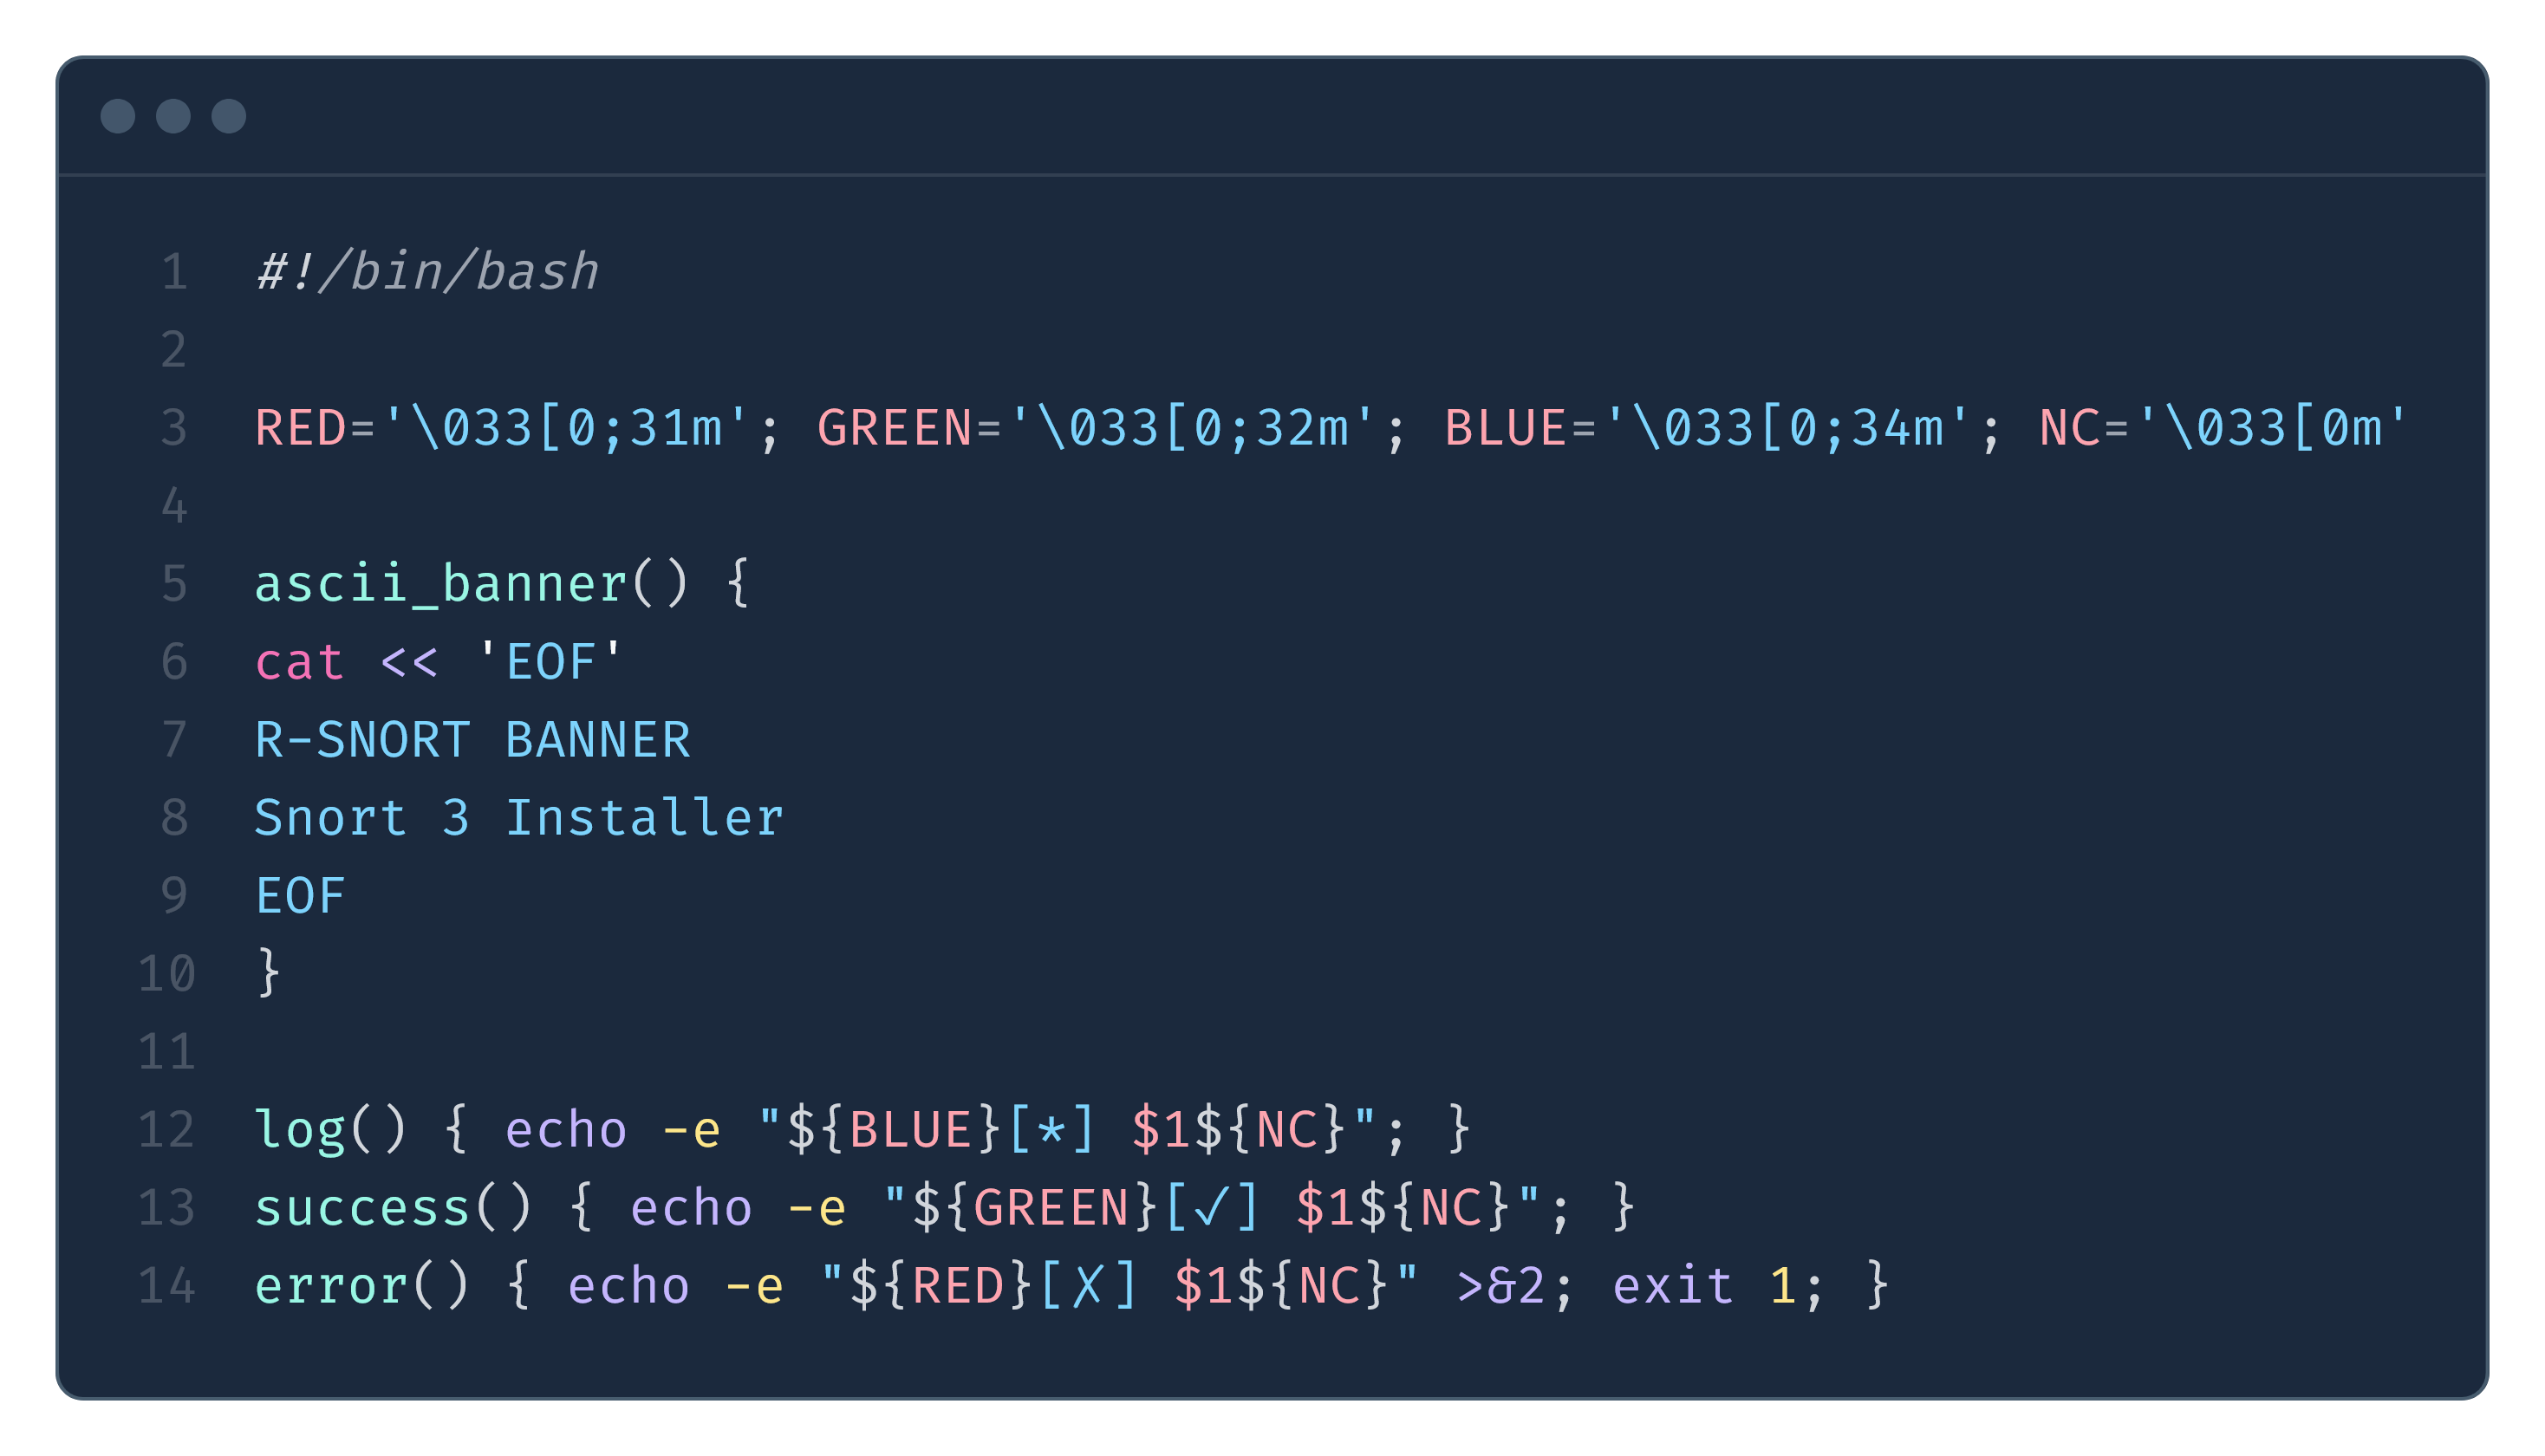 1 #!/bin/bash
2
3 RED='\033[0;31m'; GREEN='\033[0;32m'; BLUE='\033[0;34m'; NC='\033[0m'
4
5 ascii_banner() {
6 cat << 'EOF'
7 R-SNORT BANNER
8 Snort 3 Installer
9 EOF
10 }
11
12 log() { echo -e "${BLUE}[*] $1${NC}"; }
13 success() { echo -e "${GREEN}[✓] $1${NC}"; }
14 error() { echo -e "${RED}[✗] $1${NC}" >&2; exit 1; }